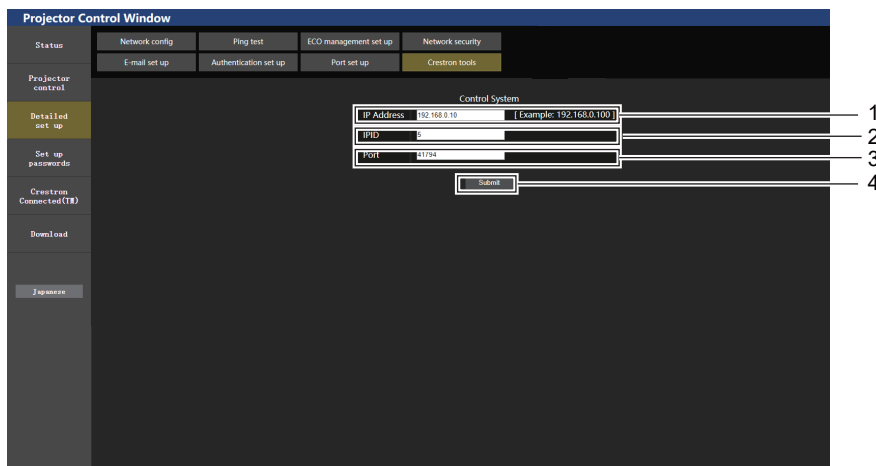 Projector Control Window
Status
Network config
Ping test
ECO management set up
Network security
E-mail set up
Authentication set up
Port set up
Crestron tools
Projector
control
Detailed
set up
Set up
passwords
Crestron
Connected(TM)
Download
Japanese
Control System
IP Address 192.168.0.10 [ Example: 192.168.0.100 ] 1
IPID 5 2
Port 41794 3
Submit 4